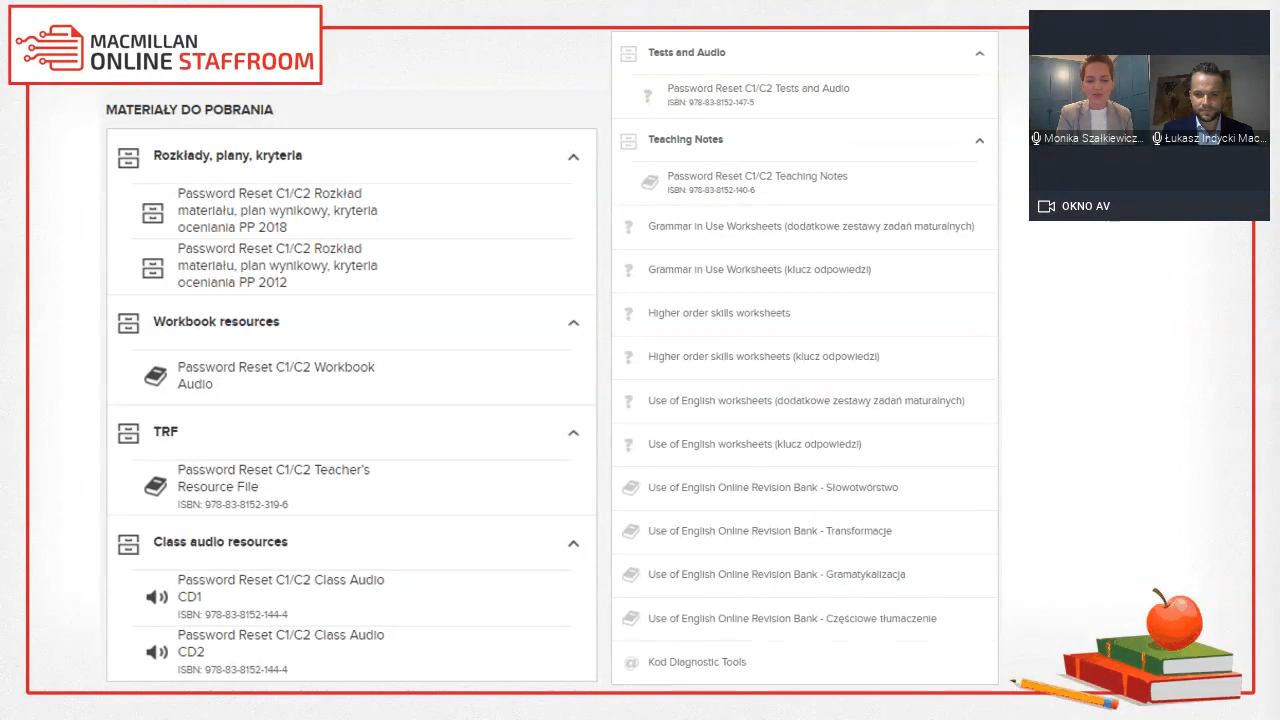 MACMILLAN
ONLINE STAFFROOM
MATERIAŁY DO POBRANIA
Rozkłady, plany, kryteria
Password Reset C1/C2 Rozkład
materiału, plan wynikowy, kryteria
oceniania PP 2018
Password Reset C1/C2 Rozkład
materiału, plan wynikowy, kryteria
oceniania PP 2012
Workbook resources
Password Reset C1/C2 Workbook
Audio
TRF
Password Reset C1/C2 Teacher's
Resource File
ISBN: 978-83-8152-319-6
Class audio resources
Password Reset C1/C2 Class Audio
CD1
ISBN: 978-83-8152-144-4
Password Reset C1/C2 Class Audio
CD2
ISBN: 978-83-8152-144-4
Tests and Audio
Password Reset C1/C2 Tests and Audio
ISBN: 978-83-8152-147-5
Teaching Notes
Password Reset C1/C2 Teaching Notes
ISBN: 978-83-8152-140-6
Grammar in Use Worksheets (dodatkowe zestawy zadań maturalnych)
Grammar in Use Worksheets (klucz odpowiedzi)
Higher order skills worksheets
Higher order skills worksheets (klucz odpowiedzi)
Use of English worksheets (dodatkowe zestawy zadań maturalnych)
Use of English worksheets (klucz odpowiedzi)
Use of English Online Revision Bank - Słowotwórstwo
Use of English Online Revision Bank - Transformacje
Use of English Online Revision Bank - Gramatykalizacja
Use of English Online Revision Bank - Częściowe tłumaczenie
@ Kod Diagnostic Tools
Monika Szałkiewicz...
Łukasz Indycki Mac...
OKNO AV